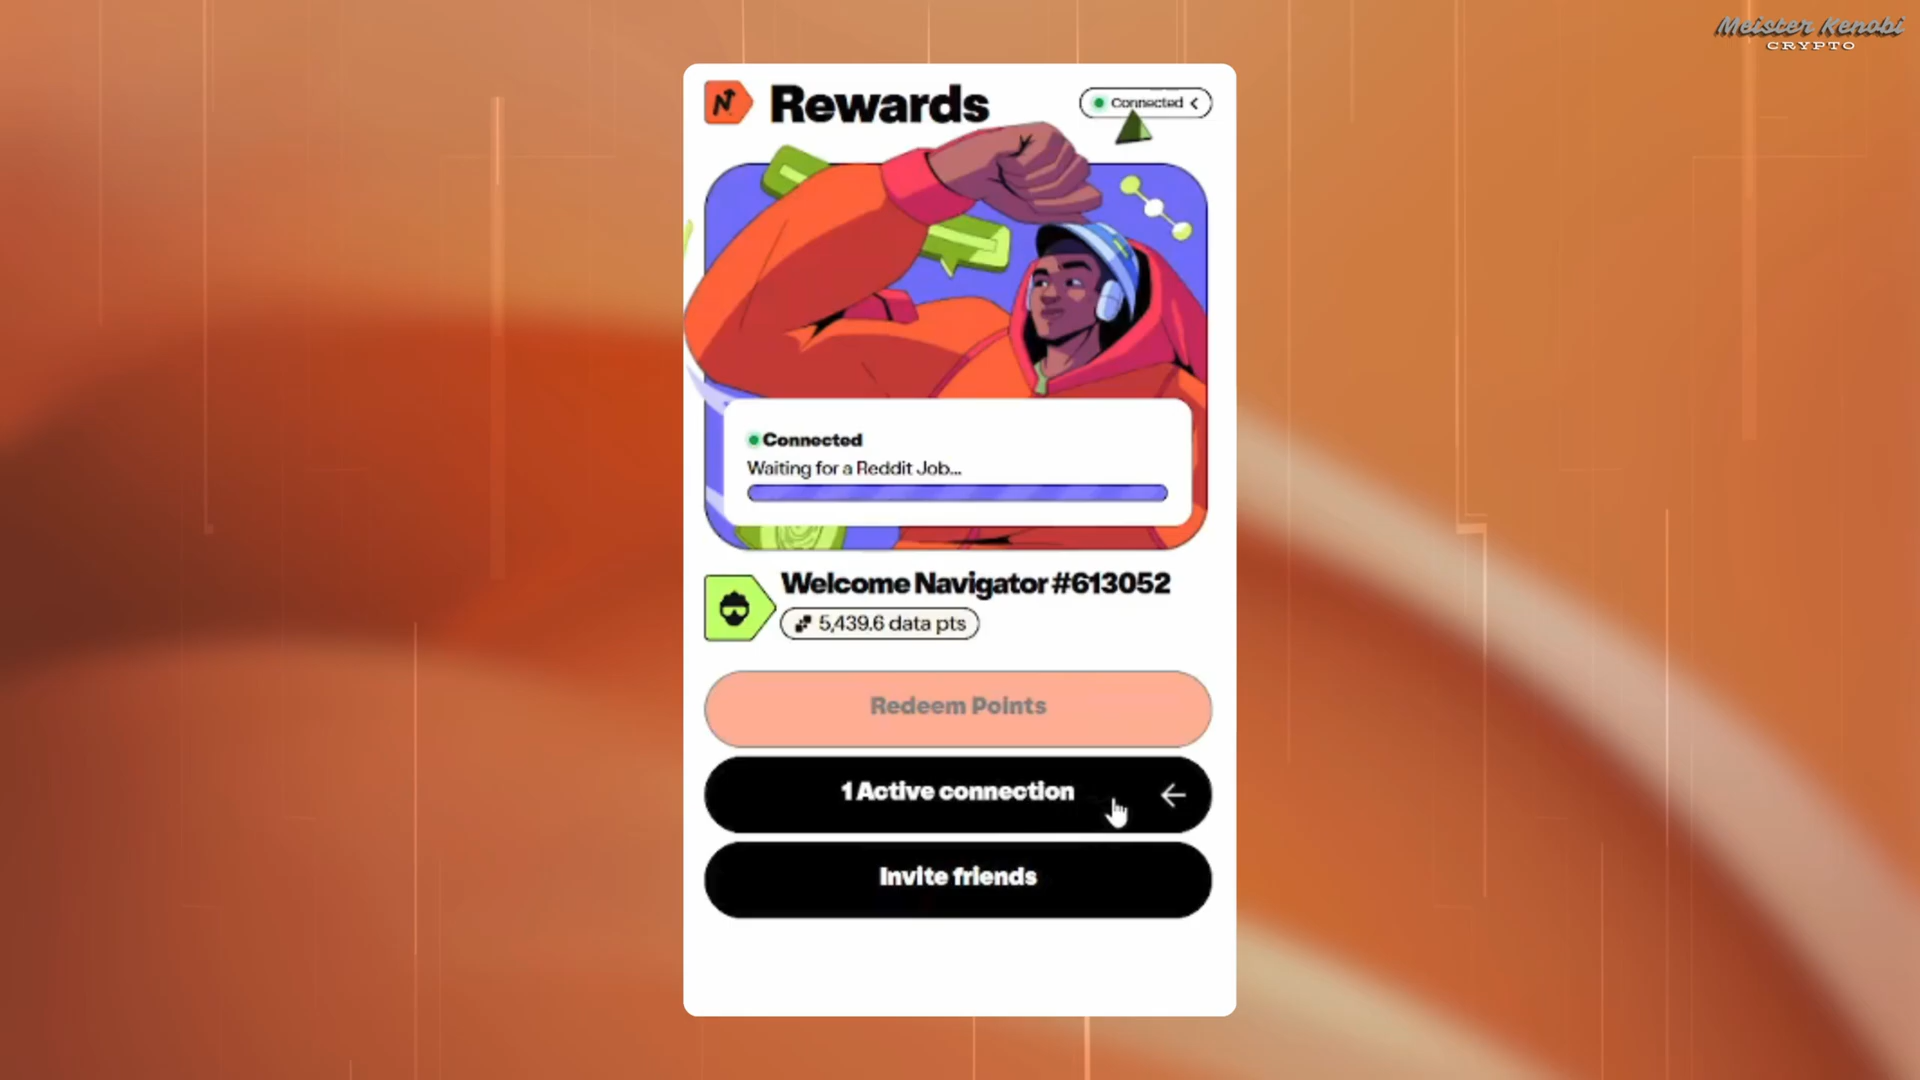 Meister Kenobi
CRYPTO
N
Rewards
Connected
Connected
Waiting for a Reddit Job...
Welcome Navigator #613052
5,439.6 data pts
Redeem Points
1 Active connection
Invite friends